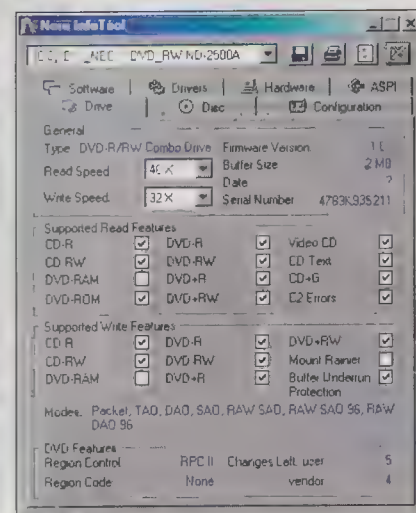 Nero InfoTool
_NEC DVD_RW ND-2500A
Software Drivers Hardware ASPI
Drive Disc Configuration
General
Type DVD-R/RW Combo Drive Firmware Version
Read Speed 40 X Buffer Size 2 MB
Date ?
Write Speed 32 X Serial Number 4783K935211
Supported Read Features
CD-R DVD-R Video CD
CD-RW DVD-RW CD Text
DVD-RAM DVD+R CD+G
DVD-ROM DVD+RW C2 Errors
Supported Write Features
CD-R DVD-R DVD+RW
CD-RW DVD-RW Mount Rainier
DVD-RAM DVD+R Buffer Underrun
Protection
Modes: Packet, TAO, DAO, SAO, RAW SAO, RAW SAO 96, RAW
DAO 96
DVD Features
Region Control RPC II Changes Left: user 5
Region Code None vendor 4